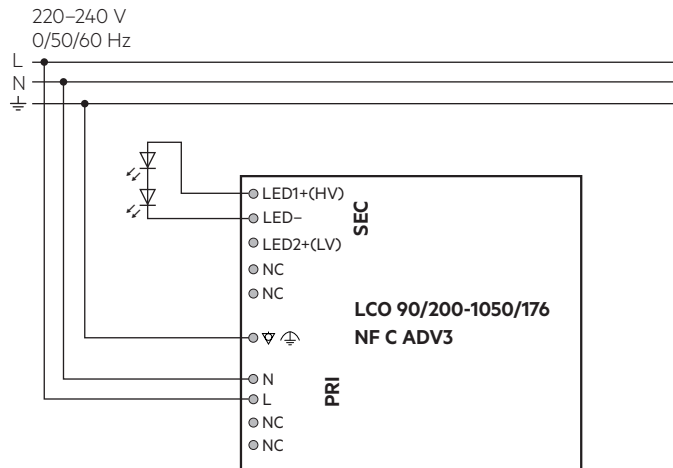 220–240 V
0/50/60 Hz
L
N
LED1+(HV)
LED–
LED2+(LV)
NC
NC
SEC
LCO 90/200-1050/176
NF C ADV3
N
L
NC
NC
PRI